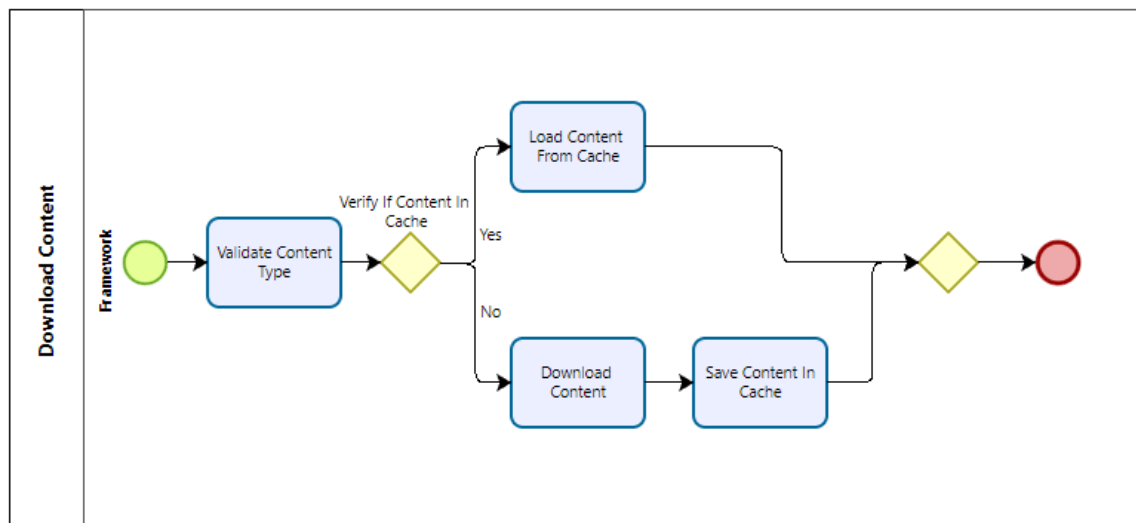 Download Content
Framework
Validate Content
Type
Verify If Content In
Cache
Yes
No
Load Content
From Cache
Download
Content
Save Content In
Cache